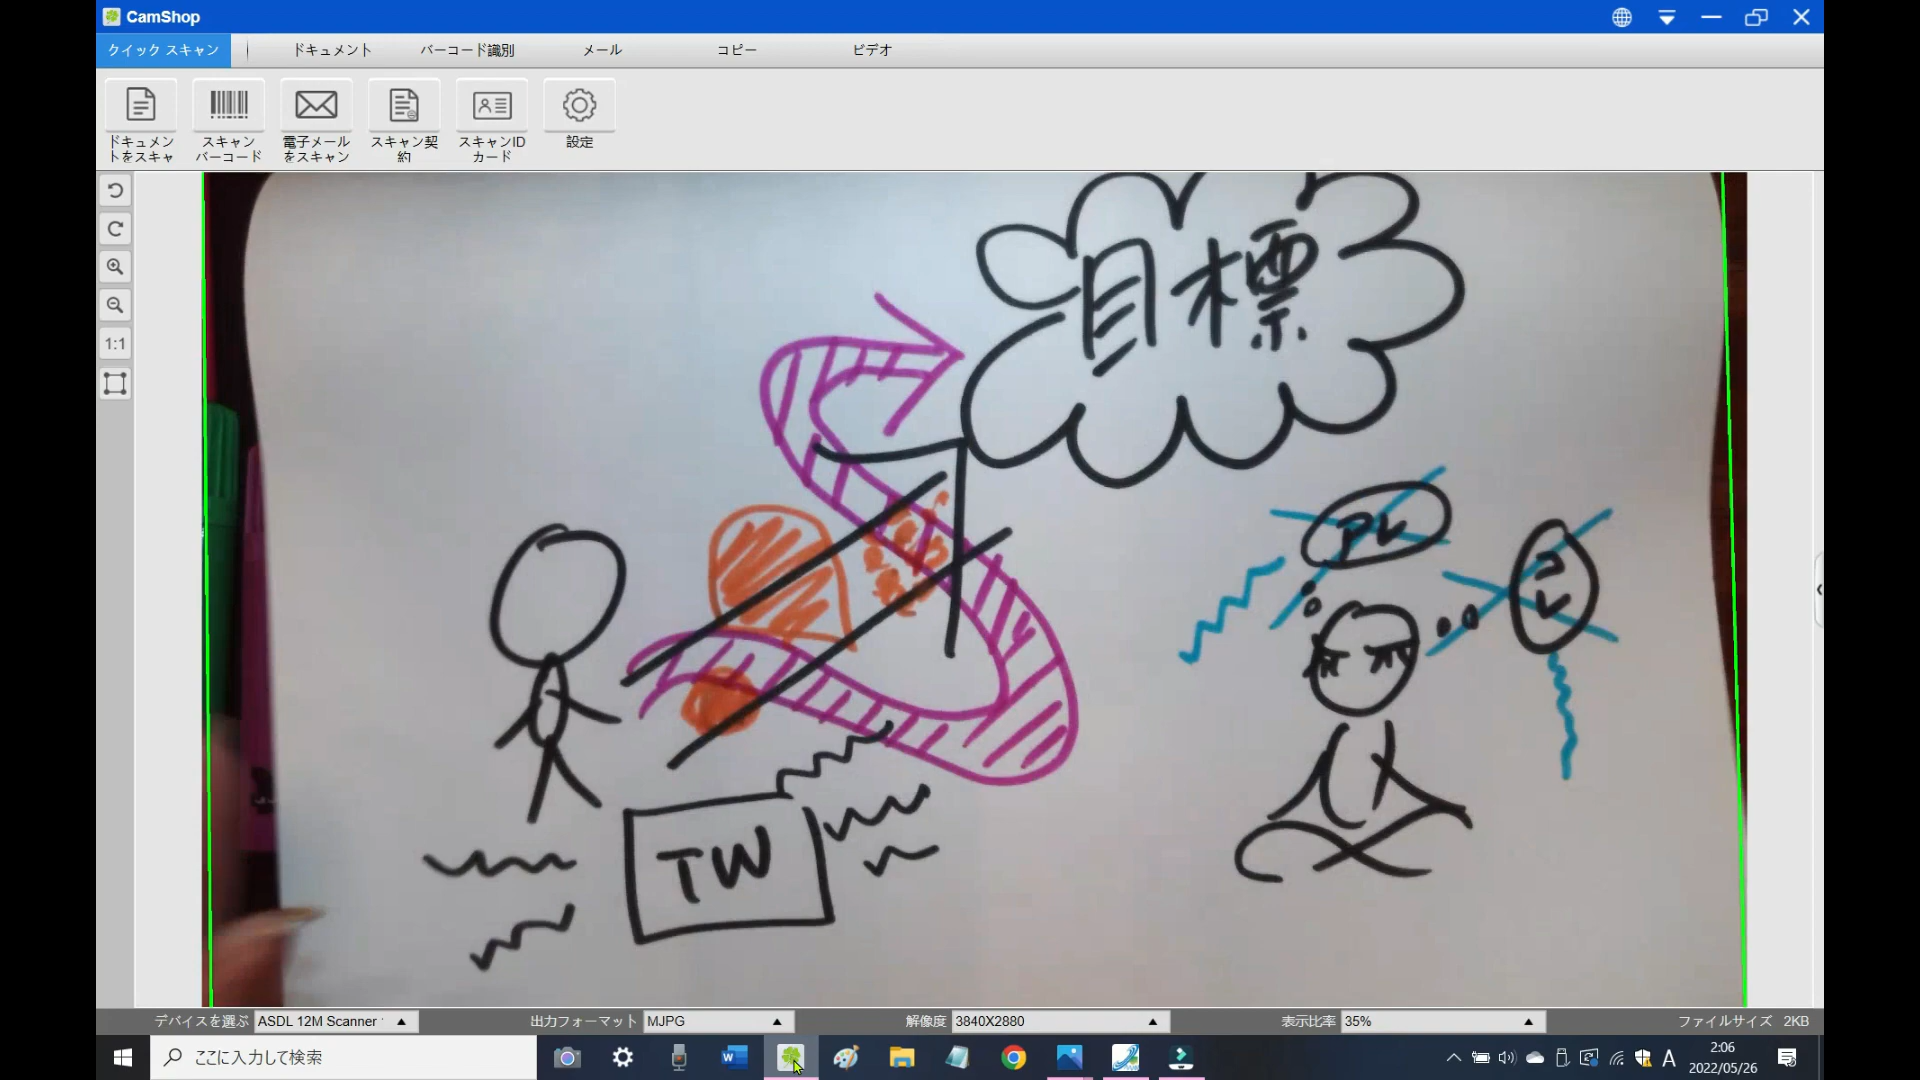 CamShop
クイック スキャン
ドキュメント
バーコード識別
メール
コピー
ビデオ
ドキュメン
トをスキャ
スキャン
バーコード
電子メール
をスキャン
スキャン契
約
スキャンID
カード
設定
1:1
目標
TW
デバイスを選ぶ ASDL 12M Scanner
出力フォーマット MJPG
解像度 3840X2880
表示比率 35%
ファイルサイズ 2KB
ここに入力して検索
A
2:06
2022/05/26